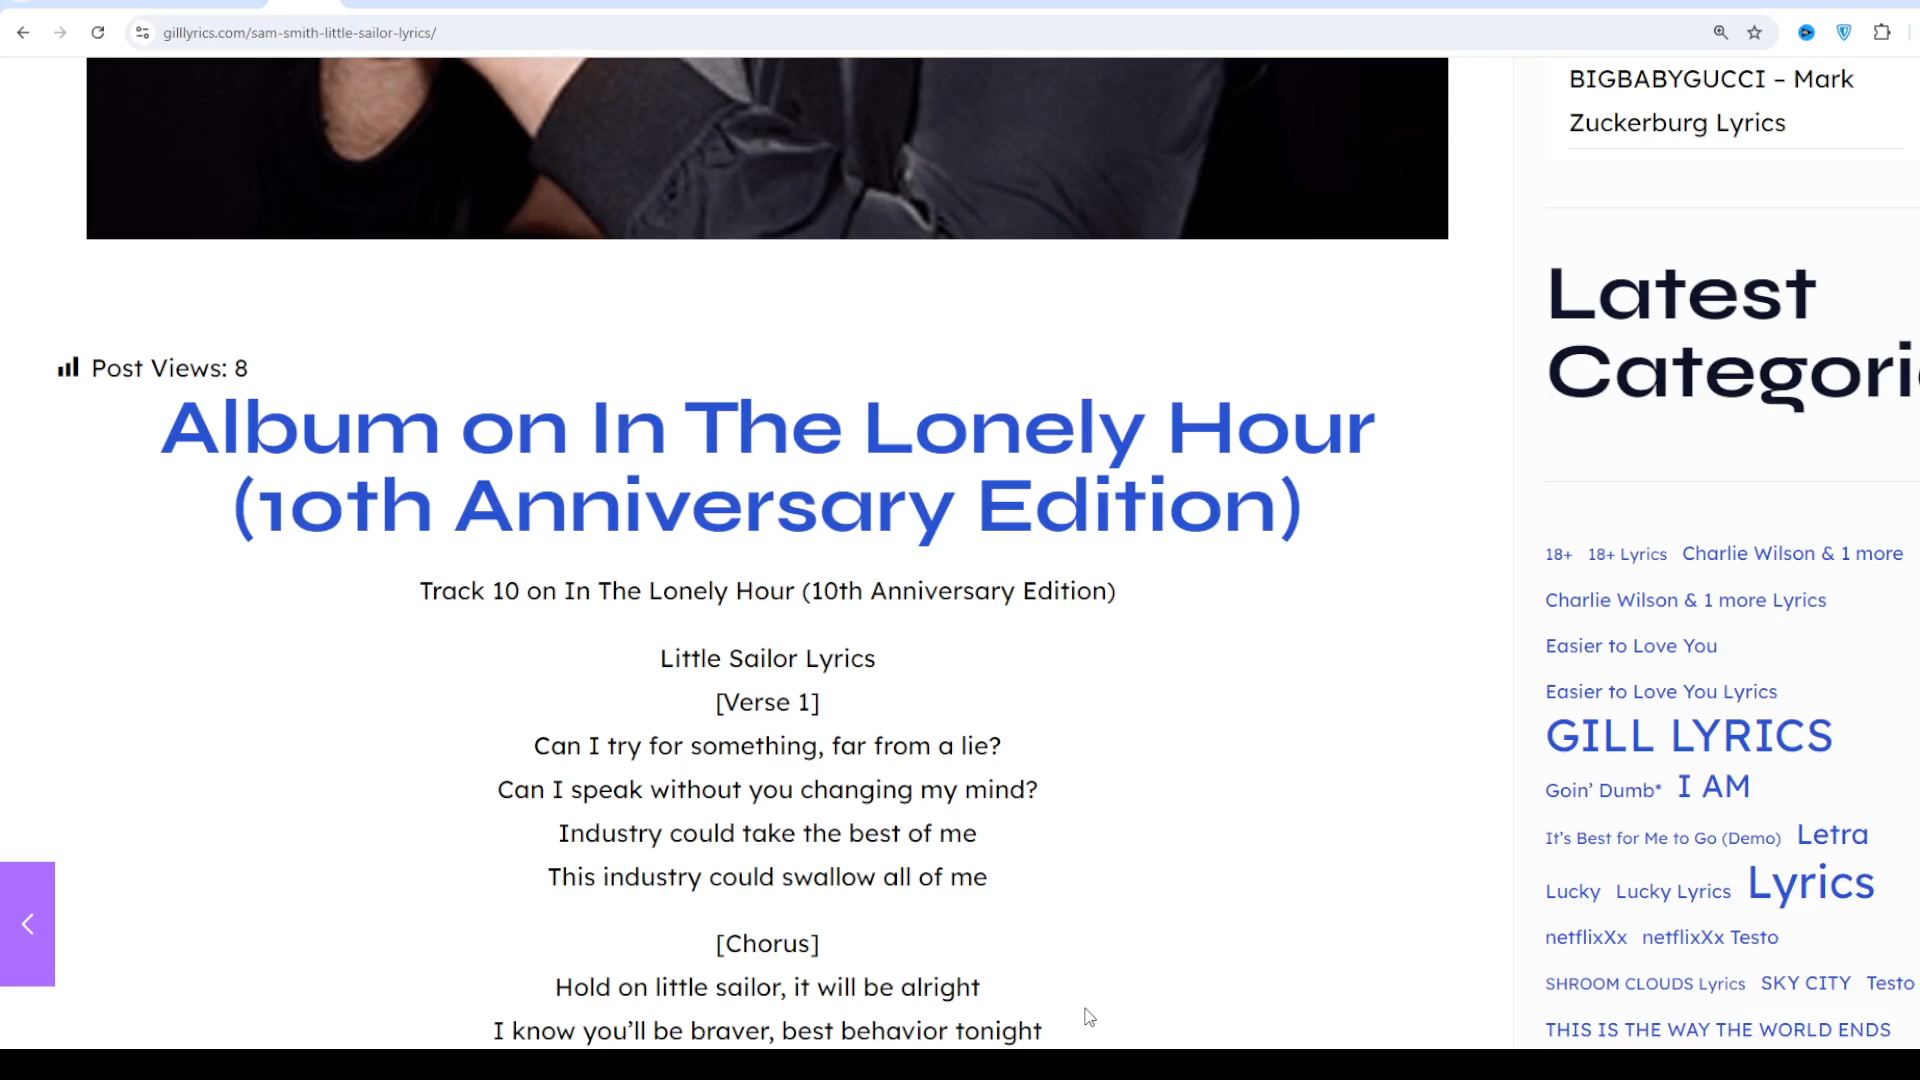 gilllyrics.com/sam-smith-little-sailor-lyrics/
BIGBABYGUCCI – Mark
Zuckerburg Lyrics
Post Views: 8
Album on In The Lonely Hour
(10th Anniversary Edition)
Track 10 on In The Lonely Hour (10th Anniversary Edition)
Little Sailor Lyrics
[Verse 1]
Can I try for something, far from a lie?
Can I speak without you changing my mind?
Industry could take the best of me
This industry could swallow all of me
[Chorus]
Hold on little sailor, it will be alright
I know you’ll be braver, best behavior tonight
Latest
Categori
18+ 18+ Lyrics Charlie Wilson & 1 more
Charlie Wilson & 1 more Lyrics
Easier to Love You
Easier to Love You Lyrics
GILL LYRICS
Goin’ Dumb* I AM
It’s Best for Me to Go (Demo) Letra
Lucky Lucky Lyrics Lyrics
netflixXx netflixXx Testo
SHROOM CLOUDS Lyrics SKY CITY Testo
THIS IS THE WAY THE WORLD ENDS